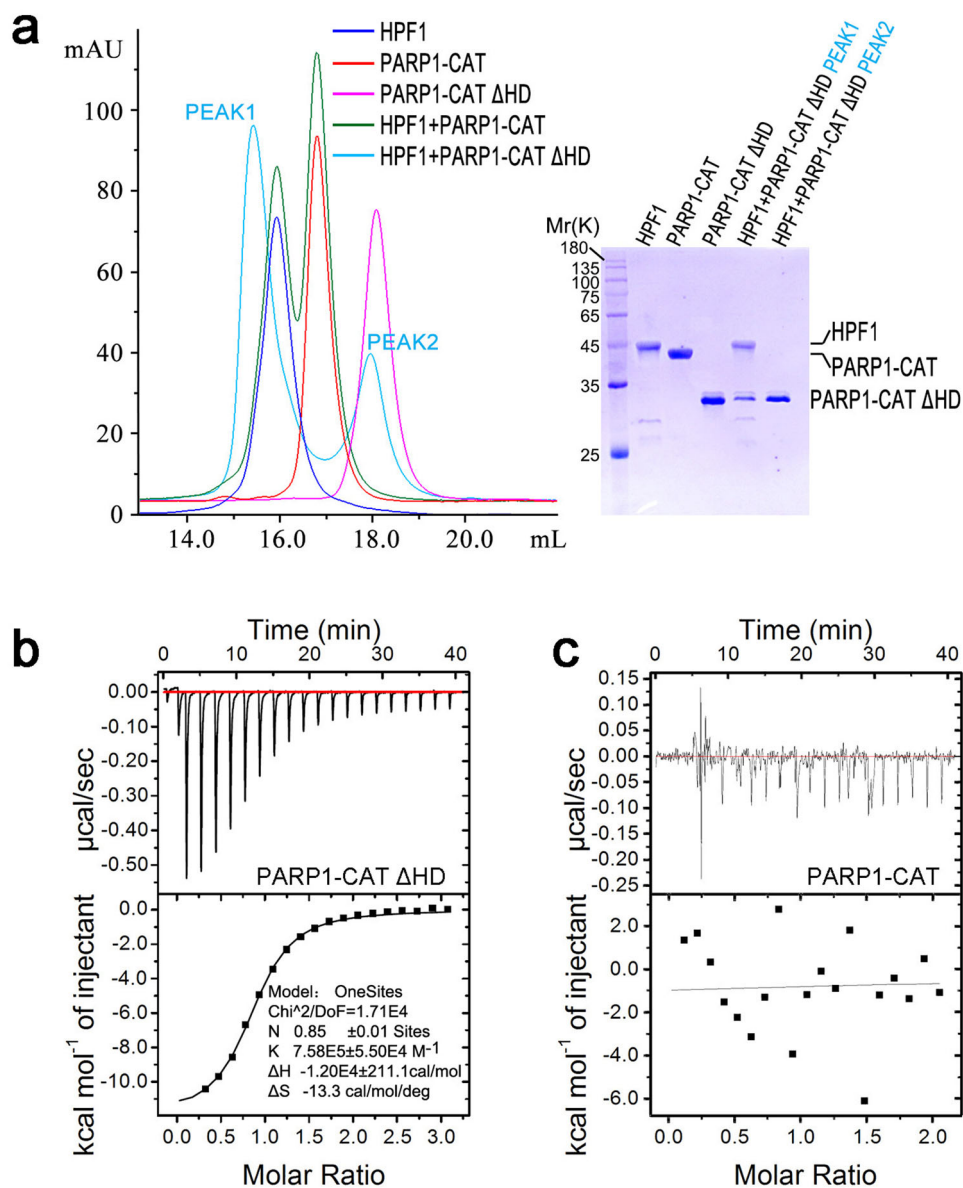 a
mAU
100
80
60
40
20
0
14.0 16.0 18.0 20.0 mL
PEAK1
PEAK2
HPF1
PARP1-CAT
PARP1-CAT ΔHD
HPF1+PARP1-CAT
HPF1+PARP1-CAT ΔHD
Mr(K)
HPF1
PARP1-CAT
PARP1-CAT ΔHD
HPF1+PARP1-CAT ΔHD PEAK1
HPF1+PARP1-CAT ΔHD PEAK2
180
135
100
75
65
45
35
25
HPF1
PARP1-CAT
PARP1-CAT ΔHD
b
Time (min)
0 10 20 30 40
0.00
-0.10
-0.20
-0.30
-0.40
-0.50
μcal/sec
PARP1-CAT ΔHD
0.0
-2.0
-4.0
-6.0
-8.0
-10.0
kcal mol⁻¹ of injectant
Model: OneSites
Chi^2/DoF=1.71E4
N 0.85 ±0.01 Sites
K 7.58E5±5.50E4 M⁻¹
ΔH -1.20E4±211.1cal/mol
ΔS -13.3 cal/mol/deg
0.0 0.5 1.0 1.5 2.0 2.5 3.0
Molar Ratio
c
Time (min)
0 10 20 30 40
0.15
0.10
0.05
0.00
-0.05
-0.10
-0.15
-0.20
-0.25
μcal/sec
PARP1-CAT
2.0
0.0
-2.0
-4.0
-6.0
kcal mol⁻¹ of injectant
0.0 0.5 1.0 1.5 2.0
Molar Ratio